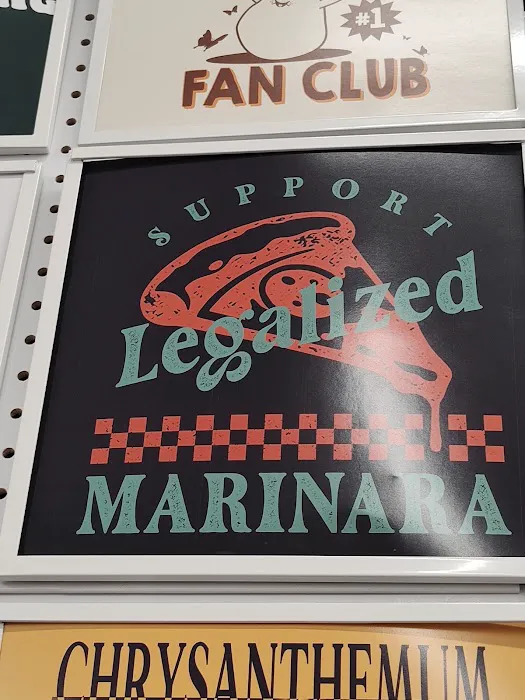 #1
FAN CLUB
SUPPORT
Legalized
MARINARA
CHRYSANTHEMUM